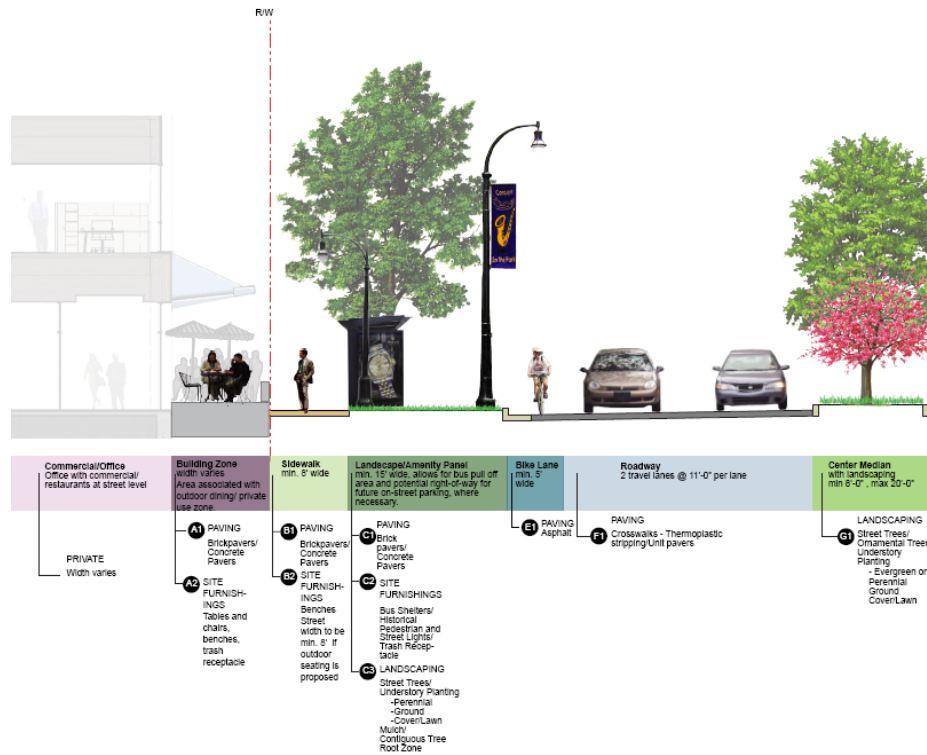 R/W
Concord
In the Park
Commercial/Office
Office with commercial/
restaurants at street level
PRIVATE
Width varies
Building Zone
width varies
Area associated with
outdoor dining/ private
use zone.
A1 PAVING
Brickpavers/
Concrete
Pavers
A2 SITE
FURNISH-
INGS
Tables and
chairs,
benches,
trash
receptacle
Sidewalk
min. 8' wide
B1 PAVING
Brickpavers/
Concrete
Pavers
B2 SITE
FURNISH-
INGS
Benches
Street
width to be
min. 8' if
outdoor
seating is
proposed
Landscape/Amenity Panel
min. 15' wide, allows for bus pull off
area and potential right-of-way for
future on-street parking, where
necessary.
C1 PAVING
Brick
pavers/
Concrete
Pavers
C2 SITE
FURNISHINGS
Bus Shelters/
Historical
Pedestrian and
Street Lights/
Trash Recep-
tacle
C3 LANDSCAPING
Street Trees/
Understory Planting
-Perennial
-Ground
-Cover/Lawn
Mulch/
Contiguous Tree
Root Zone
Bike Lane
min. 5'
wide
E1 PAVING
Asphalt
Roadway
2 travel lanes @ 11'-0" per lane
F1 PAVING
Crosswalks - Thermoplastic
stripping/Unit pavers
Center Median
with landscaping
min 8'-0" , max 20'-0"
G1 LANDSCAPING
Street Trees/
Ornamental Trees
Understory
Planting
- Evergreen or
Perennial
Ground
Cover/Lawn